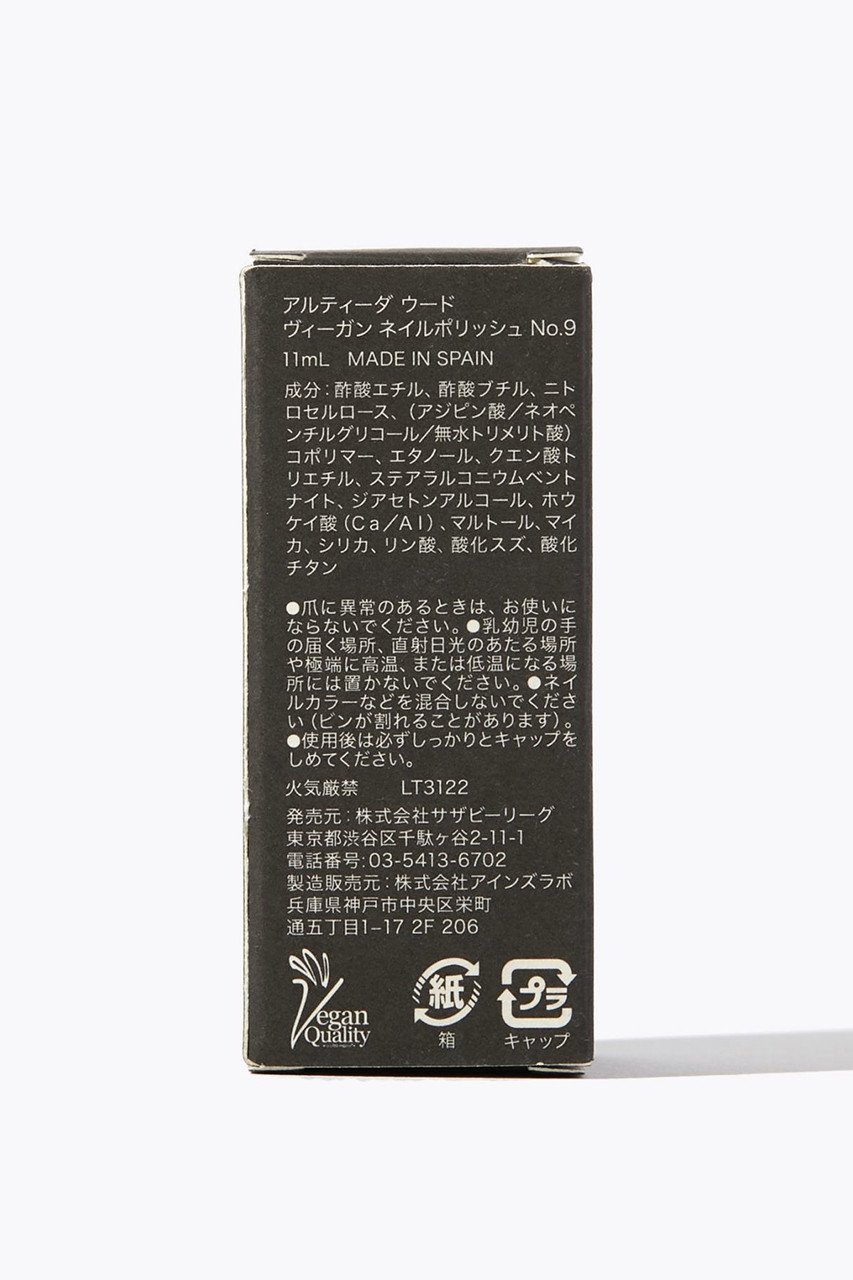 アルティーダ ウード
ヴィーガン ネイルポリッシュ No.9
11mL MADE IN SPAIN
成分：酢酸エチル、酢酸ブチル、ニト
ロセルロース、（アジピン酸／ネオペ
ンチルグリコール／無水トリメリト酸）
コポリマー、エタノール、クエン酸ト
リエチル、ステアラルコニウムベント
ナイト、ジアセトンアルコール、ホウ
ケイ酸（Ca／Al）、マルトール、マイ
カ、シリカ、リン酸、酸化スズ、酸化
チタン
●爪に異常のあるときは、お使いに
ならないでください。●乳幼児の手
の届く場所、直射日光のあたる場所
や極端に高温、または低温になる場
所には置かないでください。●ネイ
ルカラーなどを混合しないでくださ
い（ビンが割れることがあります）。
●使用後は必ずしっかりとキャップを
しめてください。
火気厳禁 LT3122
発売元：株式会社サザビーリーグ
東京都渋谷区千駄ヶ谷2-11-1
電話番号：03-5413-6702
製造販売元：株式会社アインズラボ
兵庫県神戸市中央区栄町
通五丁目1–17 2F 206
Vegan
Quality
紙
箱
プラ
キャップ